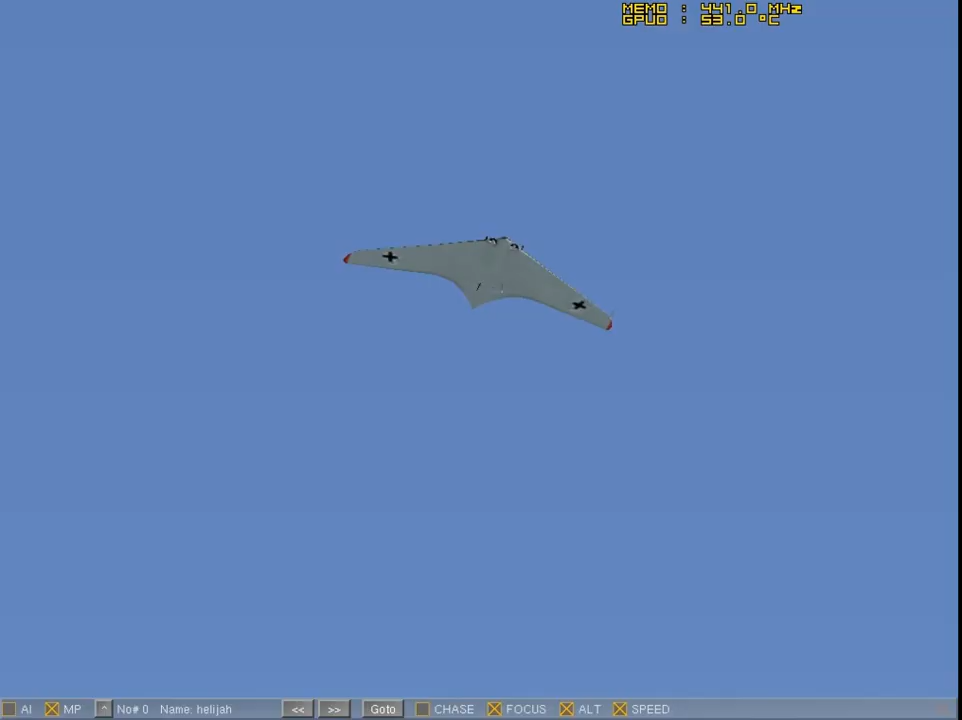 MEMO : 441.0 MHz
GPU0 : 53.0 °C
AI MP ^ No# 0 Name: helijah << >> Goto CHASE FOCUS ALT SPEED